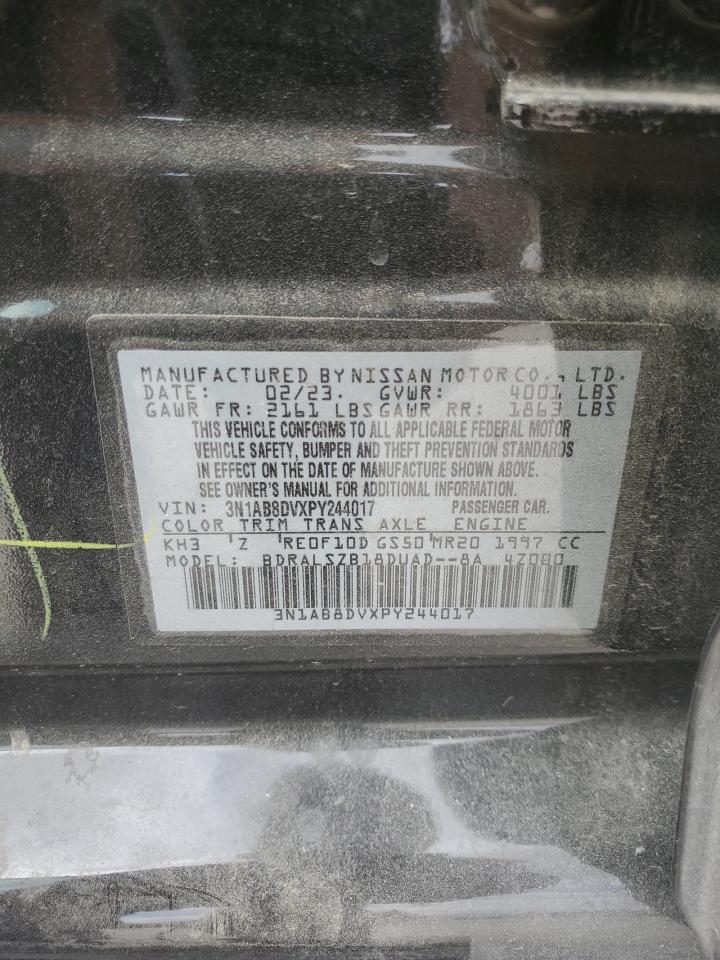 MANUFACTURED BY NISSAN MOTOR CO., LTD.
DATE: 02/23. GVWR: 4001 LBS
GAWR FR: 2161 LBS GAWR RR: 1863 LBS
THIS VEHICLE CONFORMS TO ALL APPLICABLE FEDERAL MOTOR
VEHICLE SAFETY, BUMPER AND THEFT PREVENTION STANDARDS
IN EFFECT ON THE DATE OF MANUFACTURE SHOWN ABOVE.
SEE OWNER'S MANUAL FOR ADDITIONAL INFORMATION.
VIN: 3N1AB8DVXPY244017 PASSENGER CAR.
COLOR TRIM TRANS AXLE ENGINE
KH3 Z RE0F10D GS50 MR20 1997 CC
MODEL: BDRALSZB18DUAD--8A 4Z080
3N1AB8DVXPY244017